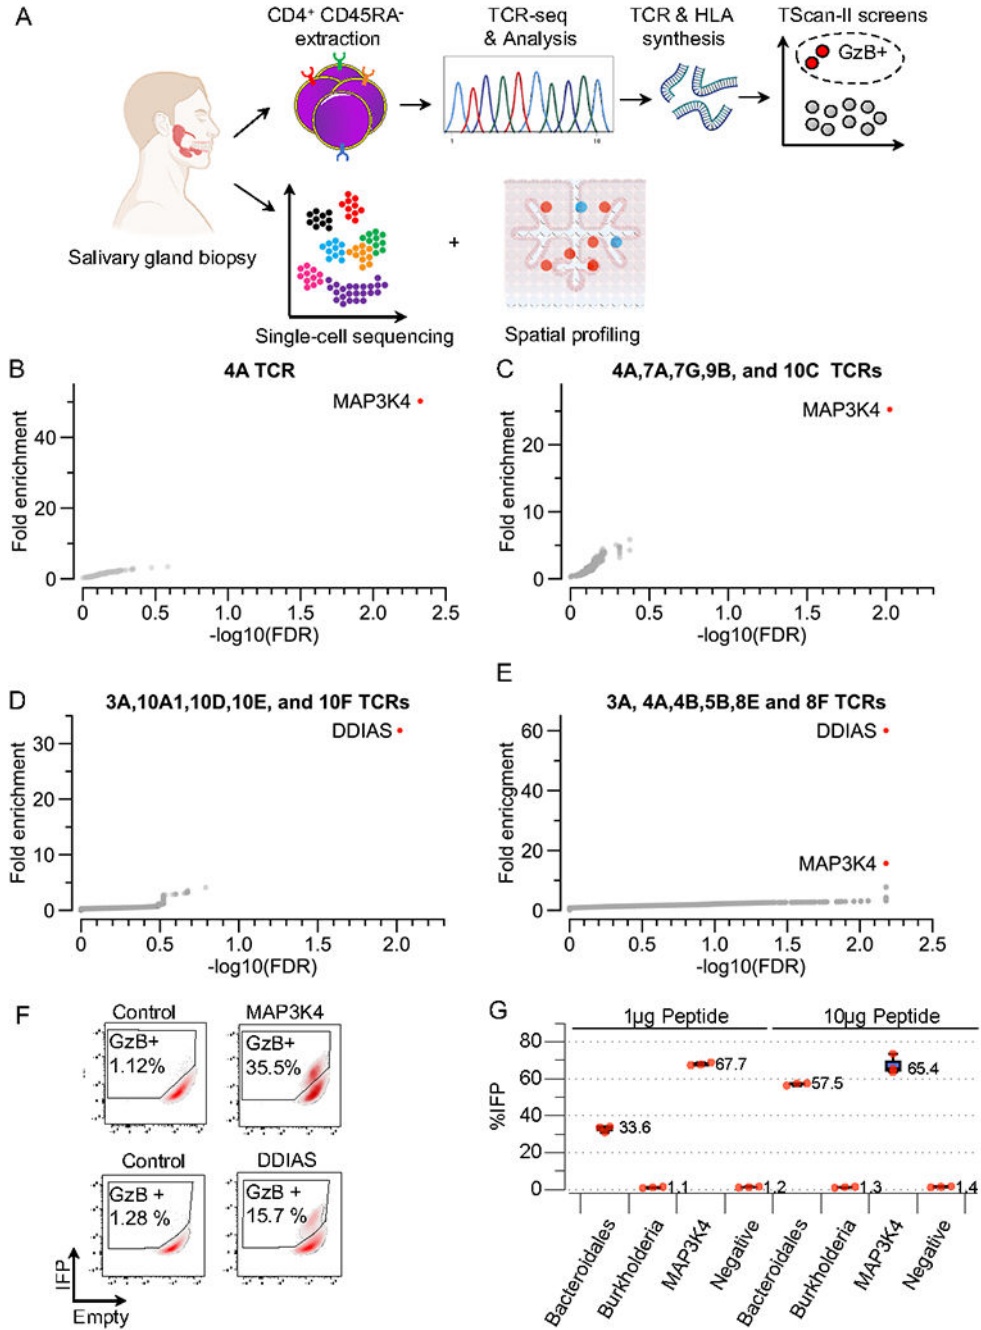 A
CD4⁺ CD45RA⁻
extraction
TCR-seq
& Analysis
TCR & HLA
synthesis
TScan-II screens
GzB+
1
10
Salivary gland biopsy
+
Single-cell sequencing
Spatial profiling
B
4A TCR
MAP3K4
Fold enrichment
40
20
0
0
0.5
1.0
1.5
2.0
2.5
-log10(FDR)
C
4A,7A,7G,9B, and 10C TCRs
MAP3K4
Fold enrichment
20
10
0
0
0.5
1.0
1.5
2.0
-log10(FDR)
D
3A,10A1,10D,10E, and 10F TCRs
DDIAS
Fold enrichment
30
20
10
0
0
0.5
1.0
1.5
2.0
-log10(FDR)
E
3A, 4A,4B,5B,8E and 8F TCRs
DDIAS
MAP3K4
Fold enricgment
60
40
20
0
0
0.5
1.0
1.5
2.0
2.5
-log10(FDR)
F
Control
GzB+
1.12%
MAP3K4
GzB+
35.5%
Control
GzB +
1.28 %
DDIAS
GzB +
15.7 %
IFP
Empty
G
1µg Peptide
10µg Peptide
%IFP
80
60
40
20
0
33.6
1.1
67.7
1.2
57.5
1.3
65.4
1.4
Bacteroidales
Burkholderia
MAP3K4
Negative
Bacteroidales
Burkholderia
MAP3K4
Negative